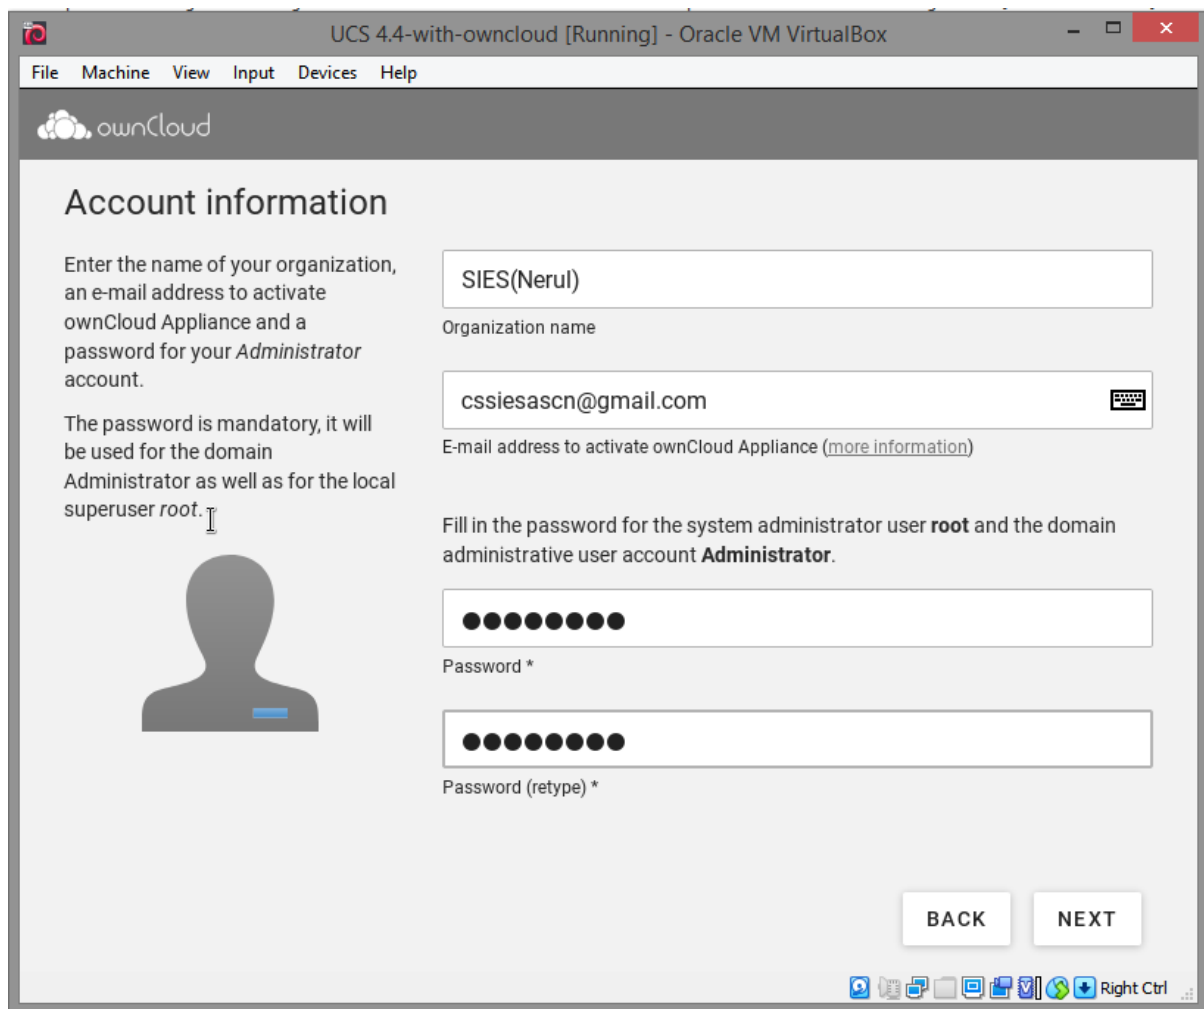 UCS 4.4-with-owncloud [Running] - Oracle VM VirtualBox
File Machine View Input Devices Help
ownCloud
Account information
Enter the name of your organization,
an e-mail address to activate
ownCloud Appliance and a
password for your Administrator
account.
The password is mandatory, it will
be used for the domain
Administrator as well as for the local
superuser root.
SIES(Nerul)
Organization name
cssiesascn@gmail.com
E-mail address to activate ownCloud Appliance (more information)
Fill in the password for the system administrator user root and the domain
administrative user account Administrator.
●●●●●●●●
Password *
●●●●●●●●
Password (retype) *
BACK NEXT
Right Ctrl